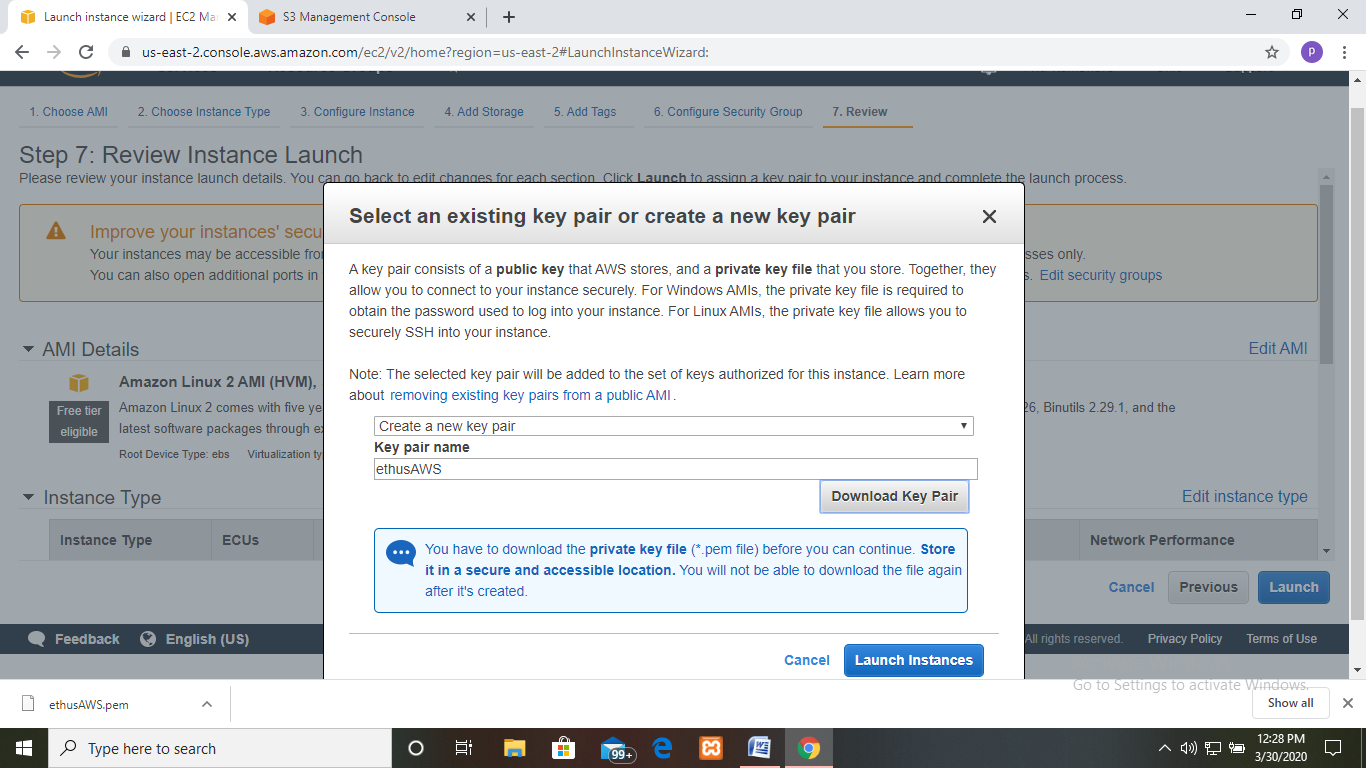 Launch instance wizard | EC2 Mar
S3 Management Console
us-east-2.console.aws.amazon.com/ec2/v2/home?region=us-east-2#LaunchInstanceWizard:
p
1. Choose AMI 2. Choose Instance Type 3. Configure Instance 4. Add Storage 5. Add Tags 6. Configure Security Group 7. Review
Step 7: Review Instance Launch
Please review your instance launch details. You can go back to edit changes for each section. Click Launch to assign a key pair to your instance and complete the launch process.
Improve your instances' secu
Your instances may be accessible fro
sses only.
You can also open additional ports in
s. Edit security groups
Select an existing key pair or create a new key pair
A key pair consists of a public key that AWS stores, and a private key file that you store. Together, they
allow you to connect to your instance securely. For Windows AMIs, the private key file is required to
obtain the password used to log into your instance. For Linux AMIs, the private key file allows you to
securely SSH into your instance.
Note: The selected key pair will be added to the set of keys authorized for this instance. Learn more
about removing existing key pairs from a public AMI .
Create a new key pair
Key pair name
ethusAWS
Download Key Pair
You have to download the private key file (*.pem file) before you can continue. Store
it in a secure and accessible location. You will not be able to download the file again
after it's created.
Cancel Launch Instances
AMI Details
Edit AMI
Amazon Linux 2 AMI (HVM),
Free tier
eligible
Amazon Linux 2 comes with five ye
26, Binutils 2.29.1, and the
latest software packages through ex
Root Device Type: ebs Virtualization ty
Instance Type
Edit instance type
Instance Type ECUs
Network Performance
Cancel Previous Launch
Feedback English (US)
All rights reserved. Privacy Policy Terms of Use
Go to Settings to activate Windows.
ethusAWS.pem
Show all
Type here to search
99+
12:28 PM
3/30/2020